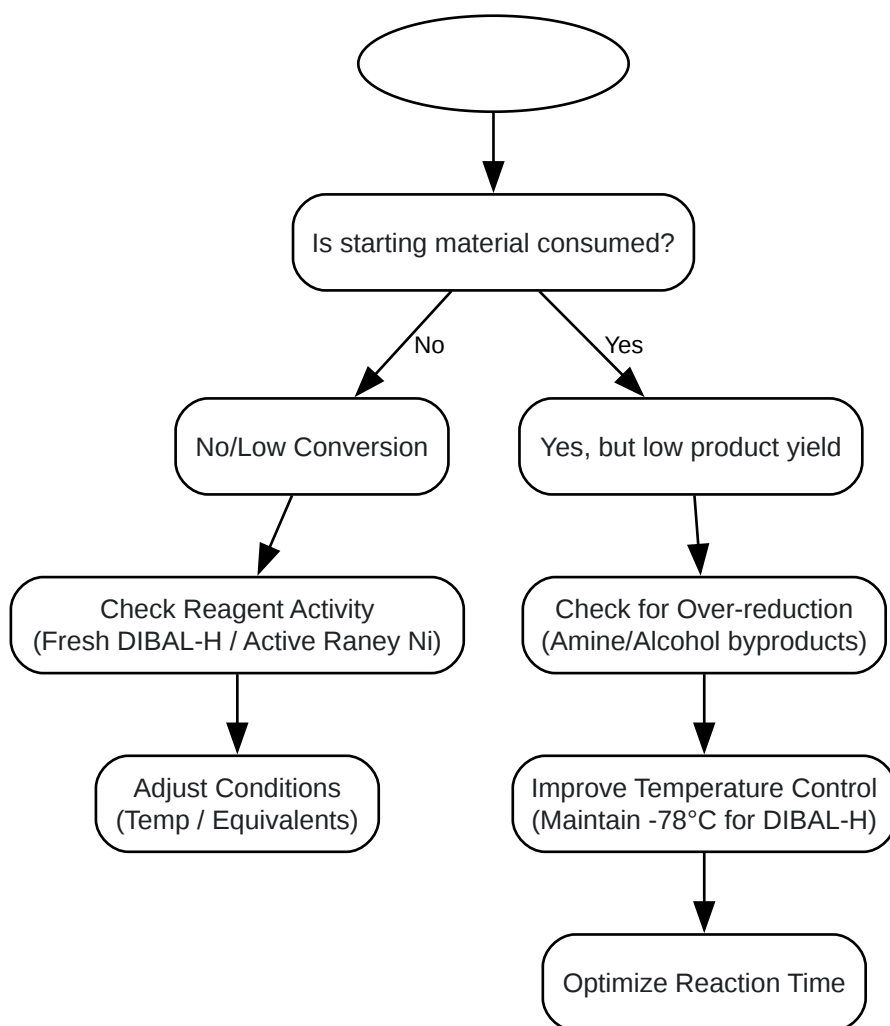 Is starting material consumed?
No
Yes
No/Low Conversion
Yes, but low product yield
Check Reagent Activity
(Fresh DIBAL-H / Active Raney Ni)
Check for Over-reduction
(Amine/Alcohol byproducts)
Adjust Conditions
(Temp / Equivalents)
Improve Temperature Control
(Maintain -78°C for DIBAL-H)
Optimize Reaction Time